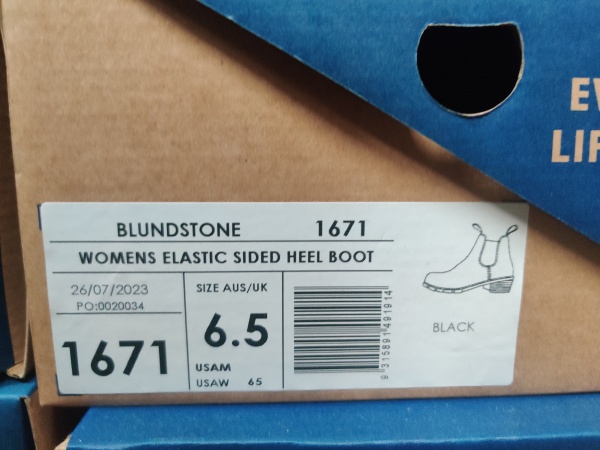 BLUNDSTONE 1671
WOMENS ELASTIC SIDED HEEL BOOT
26/07/2023
PO:0020034
1671
SIZE AUS/UK
6.5
USAM
USAW 65
9315891491914
BLACK